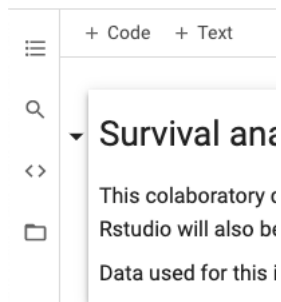 + Code + Text
Survival ana
This colaboratory
Rstudio will also be
Data used for this i